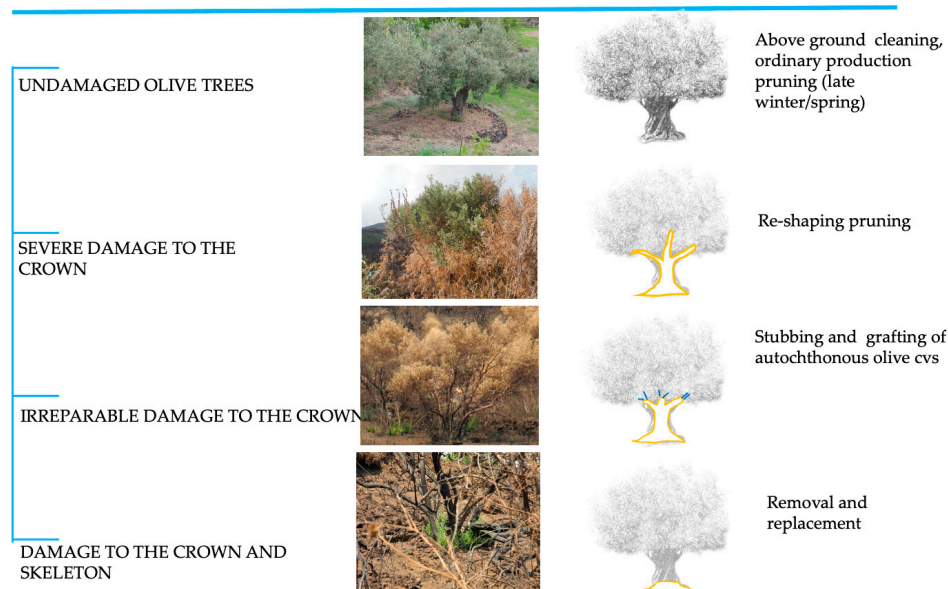 UNDAMAGED OLIVE TREES
Above ground cleaning,
ordinary production
pruning (late
winter/spring)
SEVERE DAMAGE TO THE
CROWN
Re-shaping pruning
IRREPARABLE DAMAGE TO THE CROWN
Stubbing and grafting of
autochthonous olive cvs
DAMAGE TO THE CROWN AND
SKELETON
Removal and
replacement